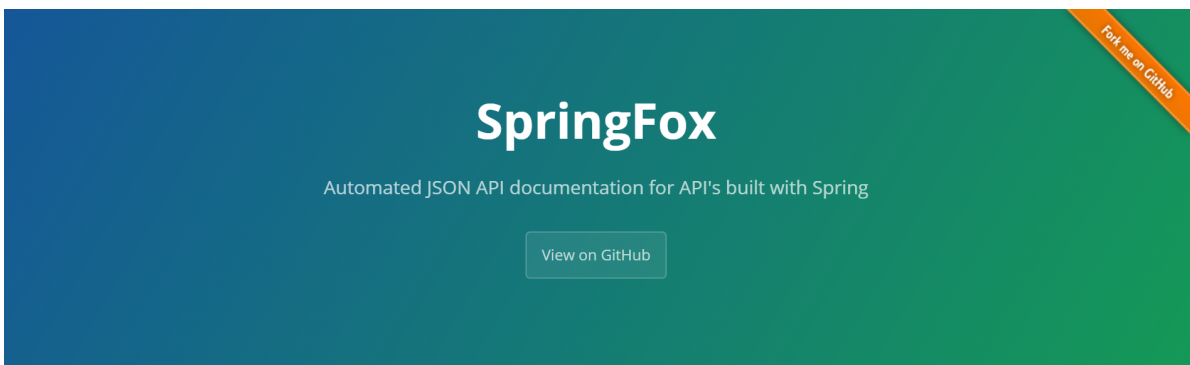 Fork me on GitHub
SpringFox
Automated JSON API documentation for API's built with Spring
View on GitHub